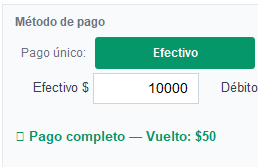 Método de pago
Pago único: Efectivo
Efectivo $ 10000 Débito
Pago completo — Vuelto: $50